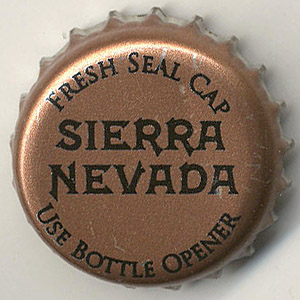 FRESH SEAL CAP
SIERRA
NEVADA
USE BOTTLE OPENER